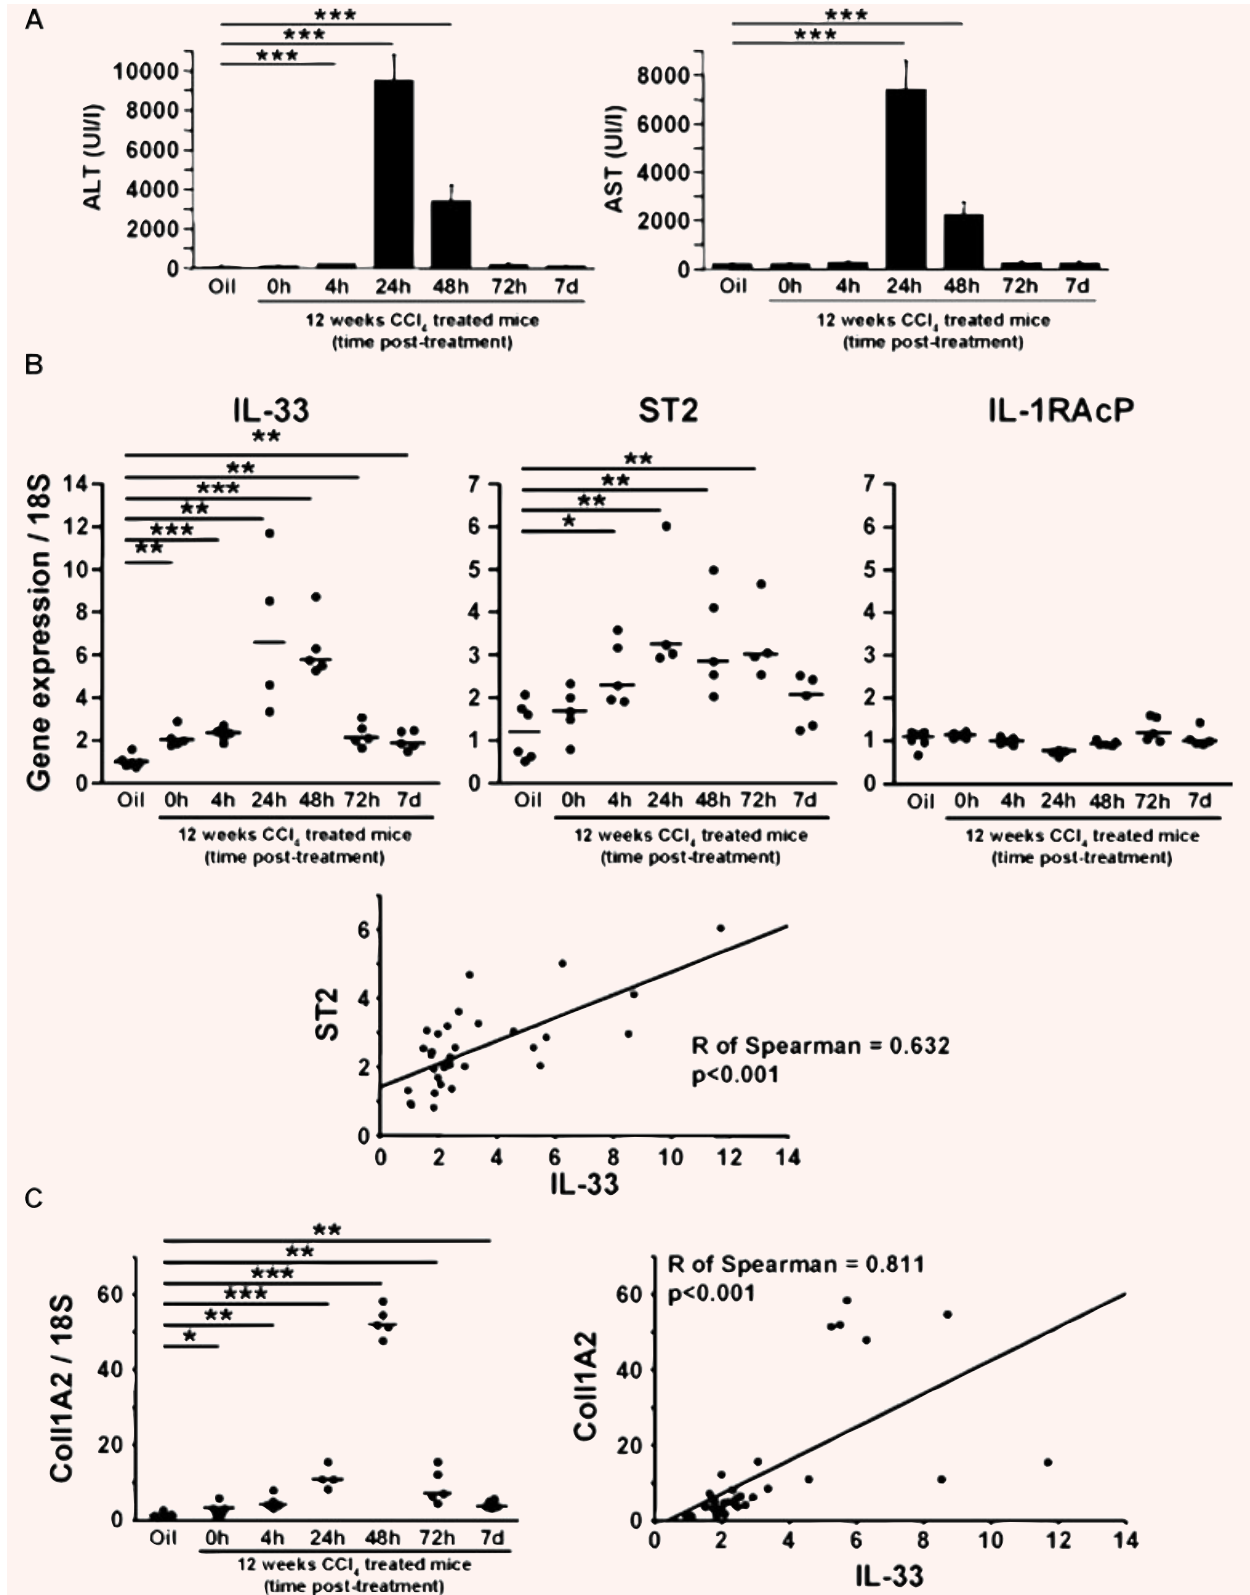 A
***
***
***
ALT (UI/l)
10000
8000
6000
4000
2000
0
Oil 0h 4h 24h 48h 72h 7d
12 weeks CCl4 treated mice
(time post-treatment)
***
***
AST (UI/l)
8000
6000
4000
2000
0
Oil 0h 4h 24h 48h 72h 7d
12 weeks CCl4 treated mice
(time post-treatment)
B
IL-33
**
**
***
**
***
**
Gene expression / 18S
14
12
10
8
6
4
2
0
Oil 0h 4h 24h 48h 72h 7d
12 weeks CCl4 treated mice
(time post-treatment)
ST2
**
**
**
*
7
6
5
4
3
2
1
0
Oil 0h 4h 24h 48h 72h 7d
12 weeks CCl4 treated mice
(time post-treatment)
IL-1RAcP
7
6
5
4
3
2
1
0
Oil 0h 4h 24h 48h 72h 7d
12 weeks CCl4 treated mice
(time post-treatment)
ST2
6
4
2
0
R of Spearman = 0.632
p<0.001
0 2 4 6 8 10 12 14
IL-33
C
**
**
***
***
**
*
Coll1A2 / 18S
60
40
20
0
Oil 0h 4h 24h 48h 72h 7d
12 weeks CCl4 treated mice
(time post-treatment)
R of Spearman = 0.811
p<0.001
Coll1A2
60
40
20
0
0 2 4 6 8 10 12 14
IL-33